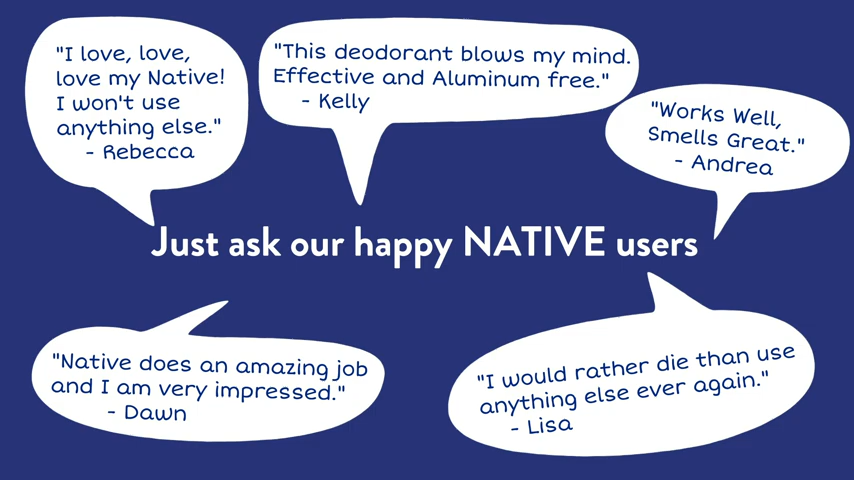 "I love, love,
love my Native!
I won't use
anything else."
- Rebecca
"This deodorant blows my mind.
Effective and Aluminum free."
- Kelly
"Works Well,
Smells Great."
- Andrea
Just ask our happy NATIVE users
"Native does an amazing job
and I am very impressed."
- Dawn
"I would rather die than use
anything else ever again."
- Lisa